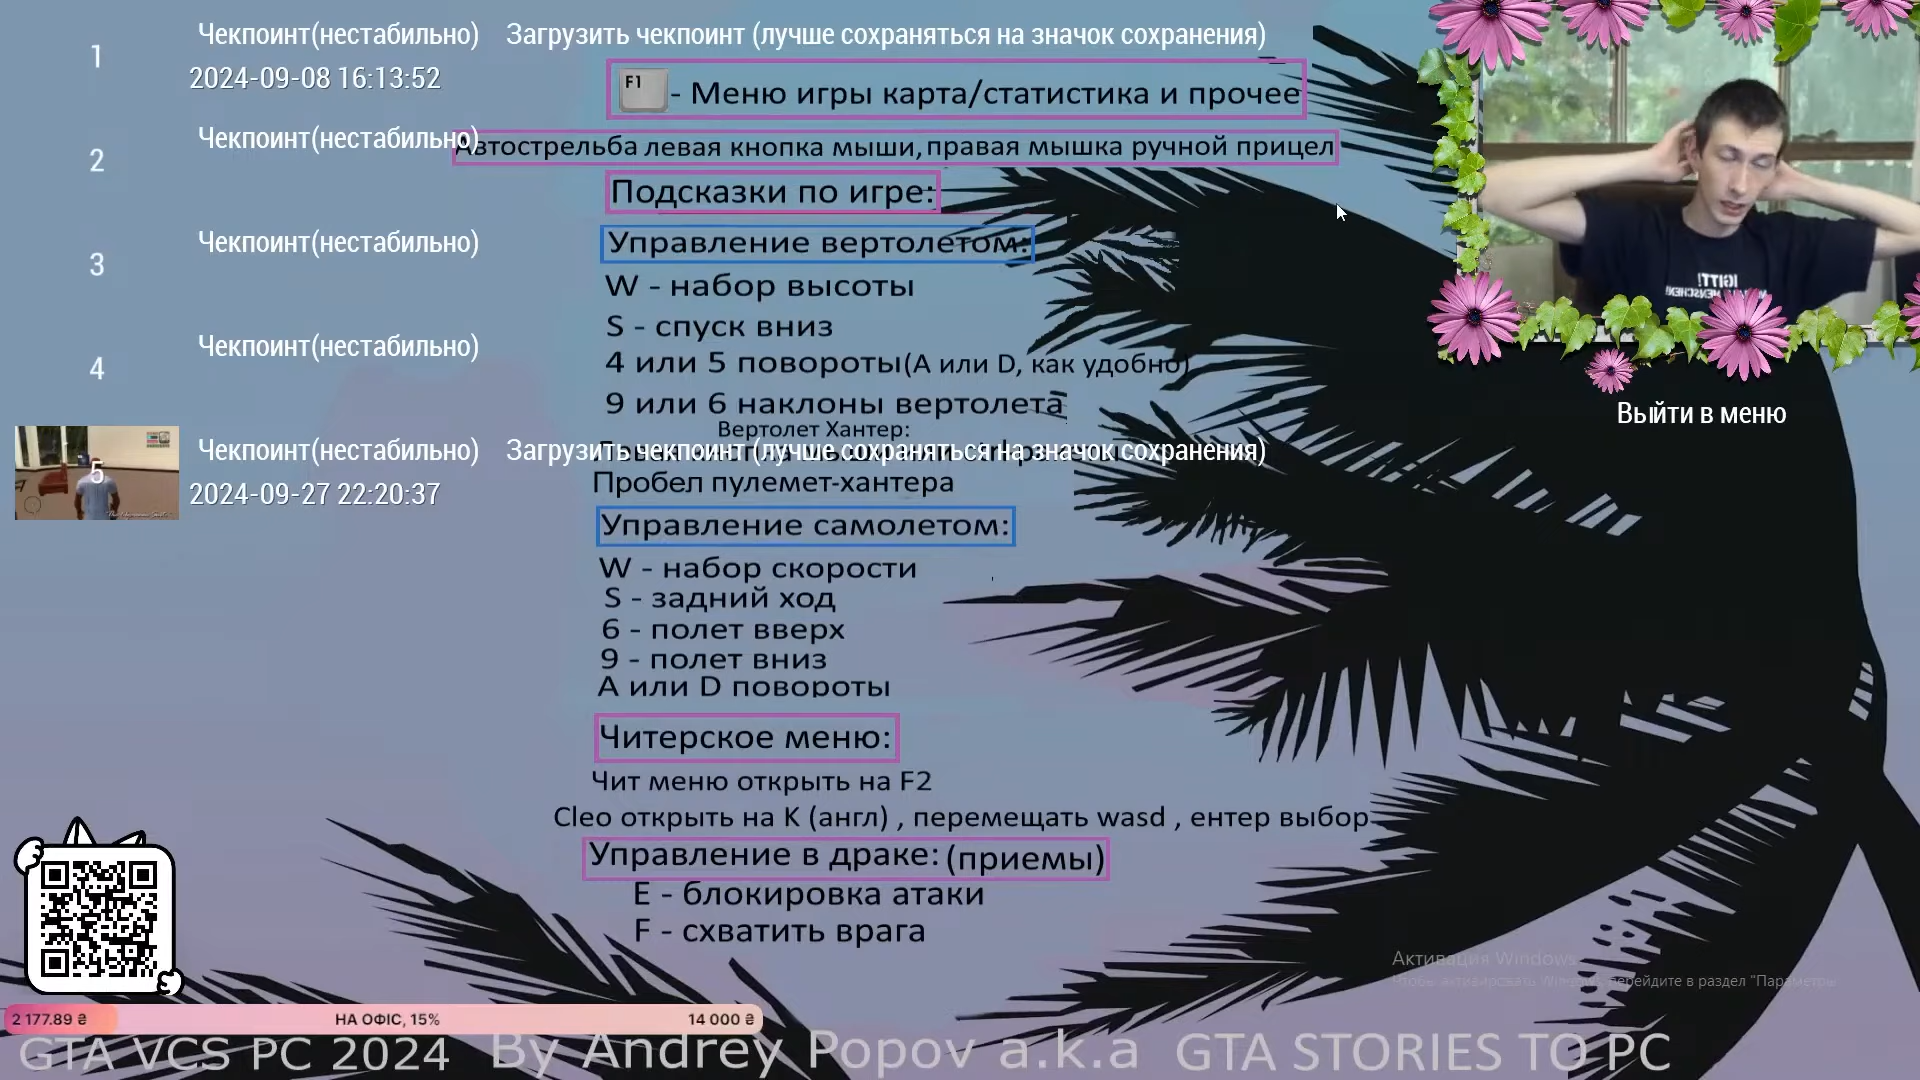 1
Чекпоинт(нестабильно)
Загрузить чекпоинт (лучше сохраняться на значок сохранения)
2024-09-08 16:13:52
F1 - Меню игры карта/статистика и прочее
2
Чекпоинт(нестабильно)
Автострельба левая кнопка мыши, правая мышка ручной прицел
Подсказки по игре:
3
Чекпоинт(нестабильно)
Управление вертолетом:
W - набор высоты
S - спуск вниз
4
Чекпоинт(нестабильно)
4 или 5 повороты(A или D, как удобно)
9 или 6 наклоны вертолета
Выйти в меню
Вертолет Хантер:
5
Чекпоинт(нестабильно)
Загрузить чекпоинт (лучше сохраняться на значок сохранения)
2024-09-27 22:20:37
Пробел пулемет-хантера
Управление самолетом:
W - набор скорости
S - задний ход
6 - полет вверх
9 - полет вниз
A или D повороты
Читерское меню:
Чит меню открыть на F2
Cleo открыть на K (англ) , перемещать wasd , ентер выбор
Управление в драке: (приемы)
E - блокировка атаки
F - схватить врага
Активация Windows
Чтобы активировать Windows, перейдите в раздел "Параметры
2 177.89 ₴
НА ОФІС, 15%
14 000 ₴
GTA VCS PC 2024 By Andrey Popov a.k.a GTA STORIES TO PC